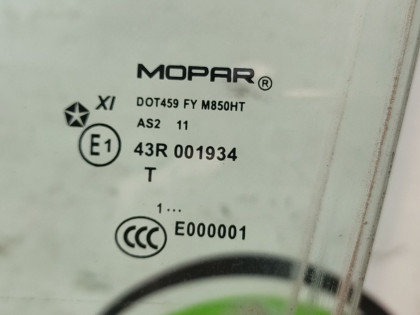 MOPAR®
XI DOT459 FY M850HT
AS2 11
E1 43R 001934
T
1...
CCC E000001